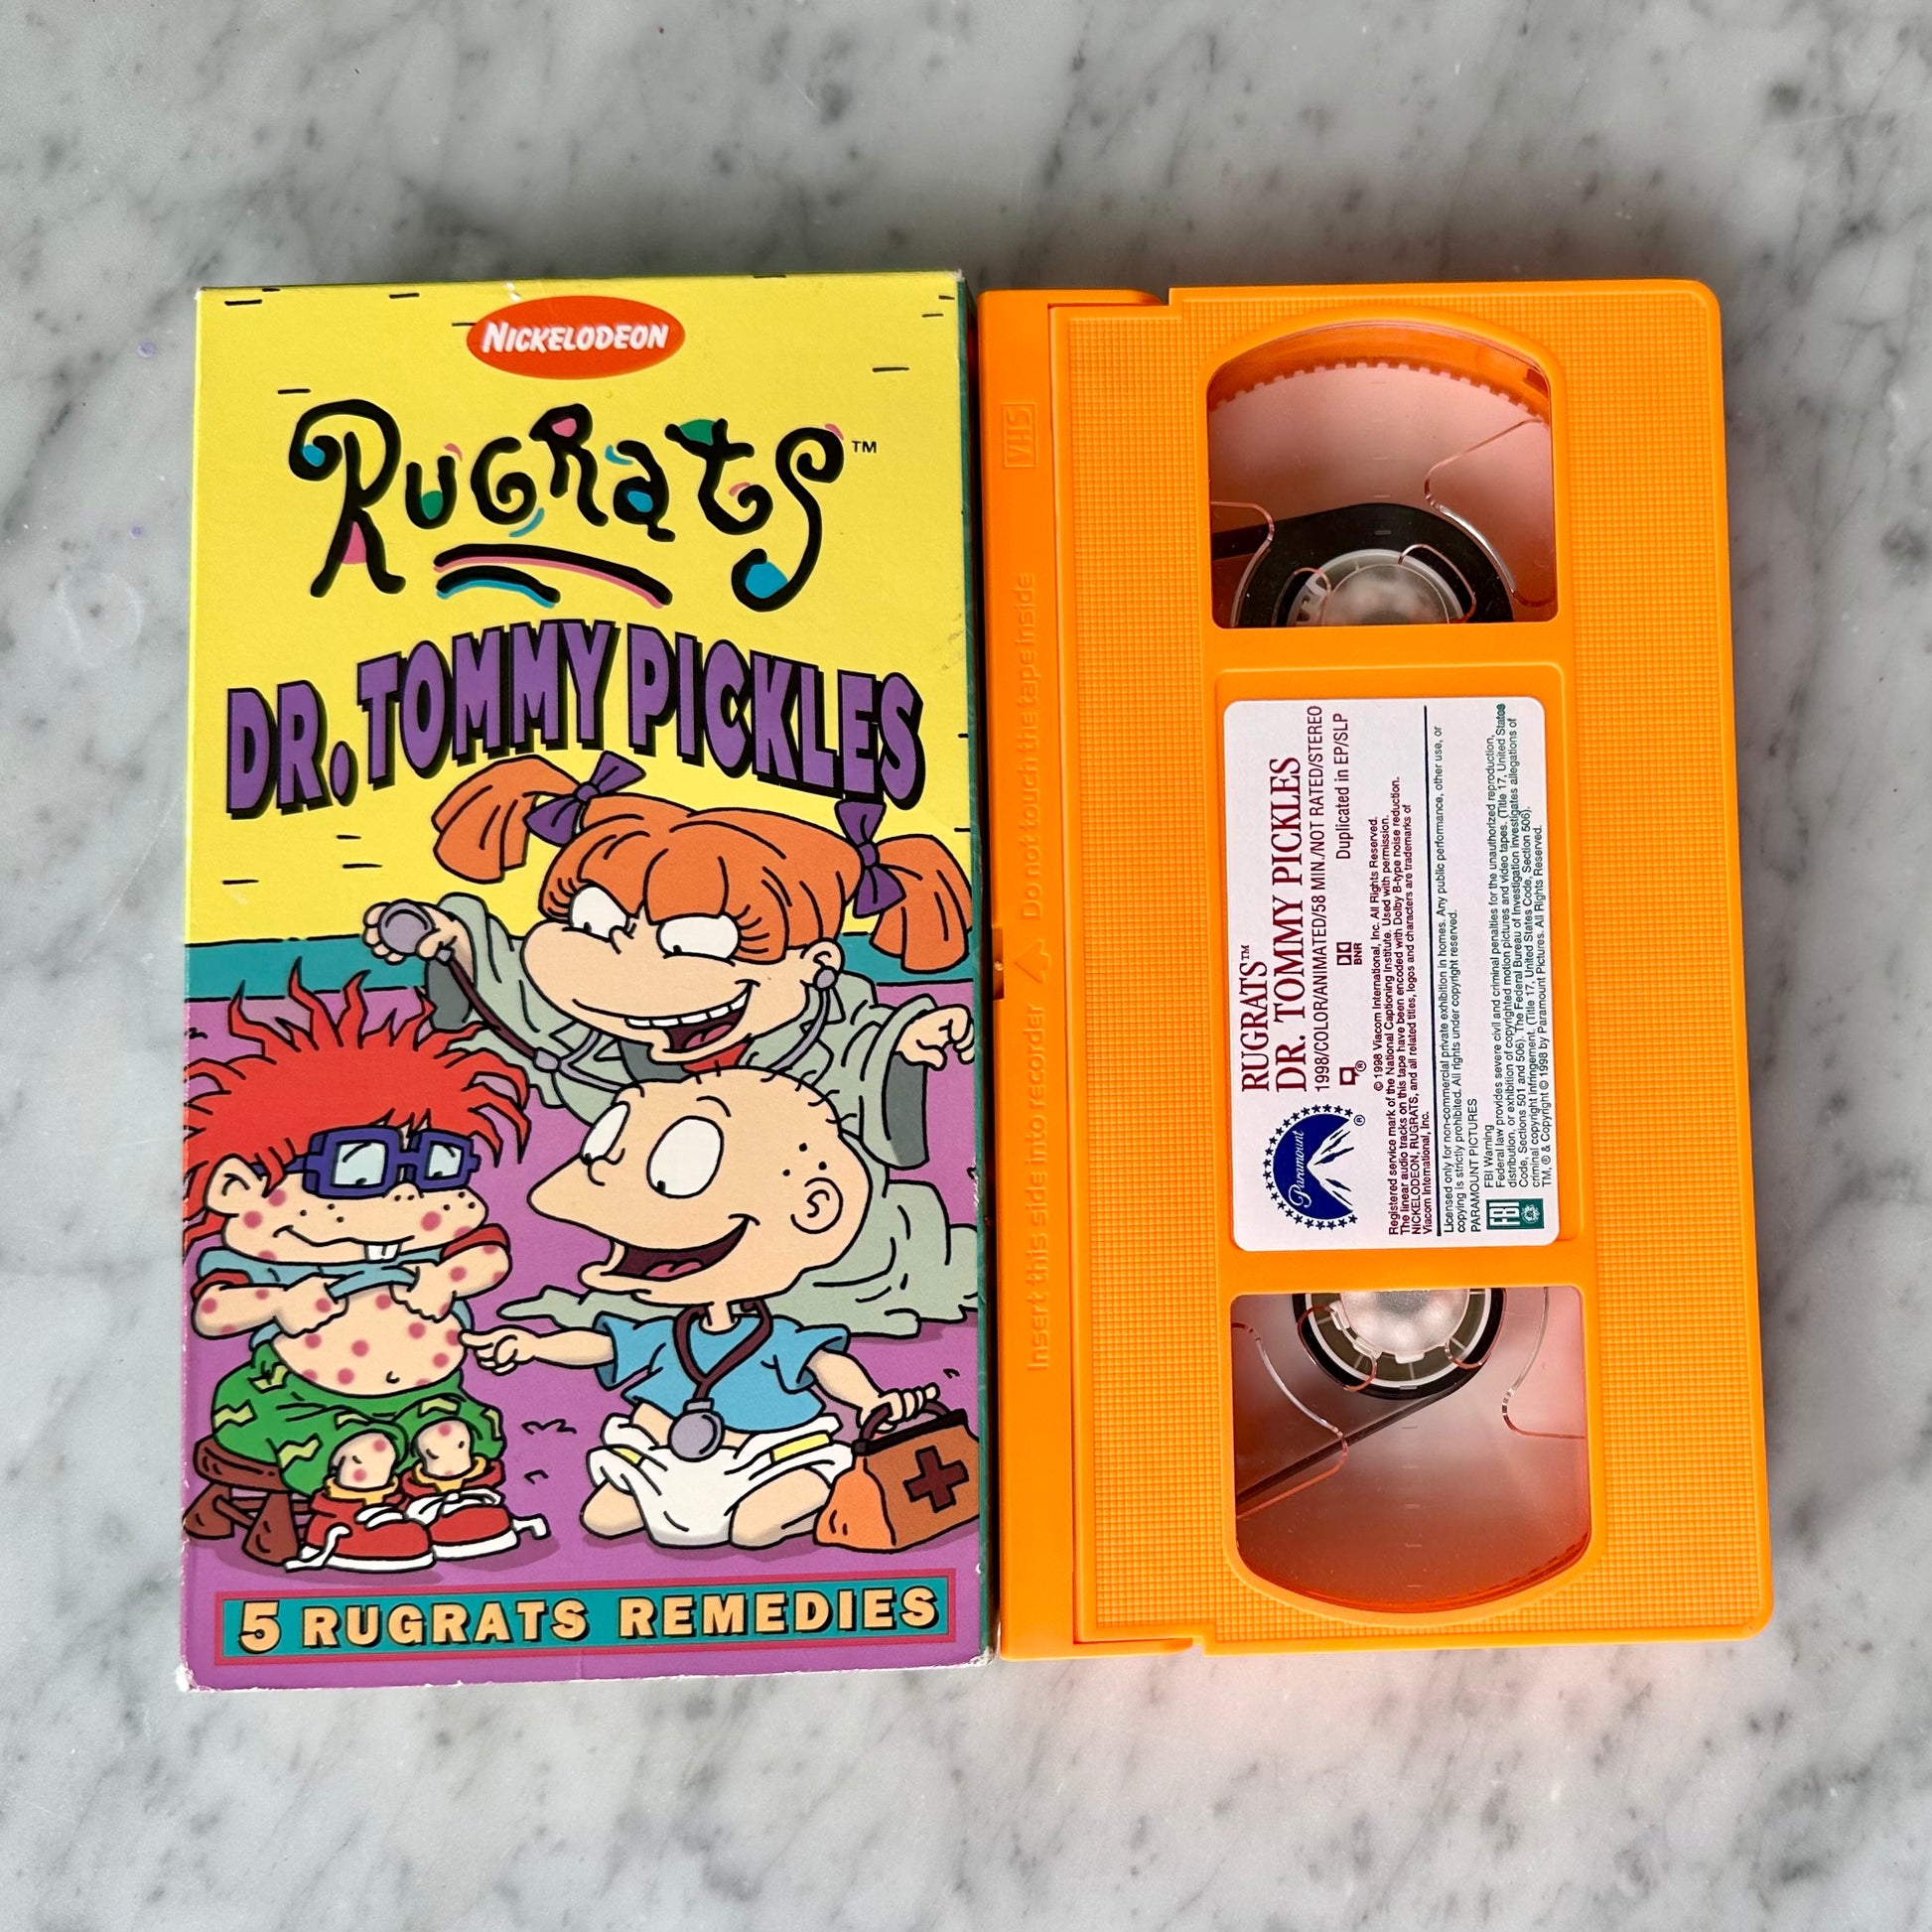 NICKELODEON
RUGRATS™
DR. TOMMY PICKLES
5 RUGRATS REMEDIES
VHS
Do not touch the tape inside
Insert this side into recorder
Paramount
®
RUGRATS™
DR. TOMMY PICKLES
1998/COLOR/ANIMATED/58 MIN./NOT RATED/STEREO
® BNR Duplicated in EP/SLP
© 1998 Viacom International, Inc. All Rights Reserved.
Registered service mark of the National Captioning Institute. Used with permission.
The linear audio tracks on this tape have been encoded with Dolby B-type noise reduction.
NICKELODEON, RUGRATS, and all related titles, logos and characters are trademarks of
Viacom International, Inc.
Licensed only for non-commercial private exhibition in homes. Any public performance, other use, or
copying is strictly prohibited. All rights under copyright reserved.
PARAMOUNT PICTURES
FBI
FBI Warning
Federal law provides severe civil and criminal penalties for the unauthorized reproduction,
distribution, or exhibition of copyrighted motion pictures and video tapes. (Title 17, United States
Code, Sections 501 and 506). The Federal Bureau of Investigation investigates allegations of
criminal copyright infringement. (Title 17, United States Code, Section 506).
TM, ® & Copyright © 1998 by Paramount Pictures. All Rights Reserved.